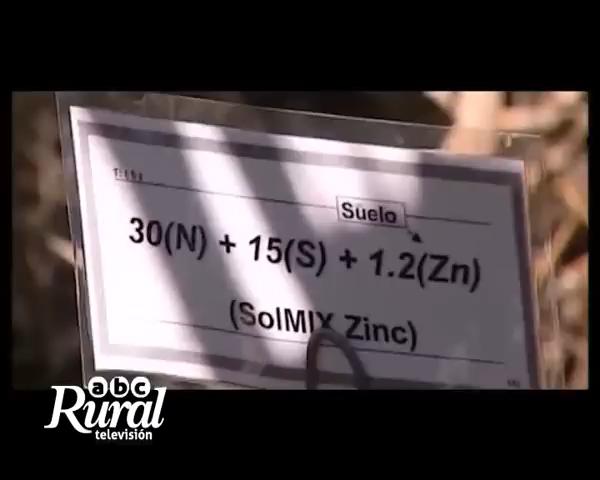 Suelo
30(N) + 15(S) + 1.2(Zn)
(SolMIX Zinc)
abc
Rural
televisión